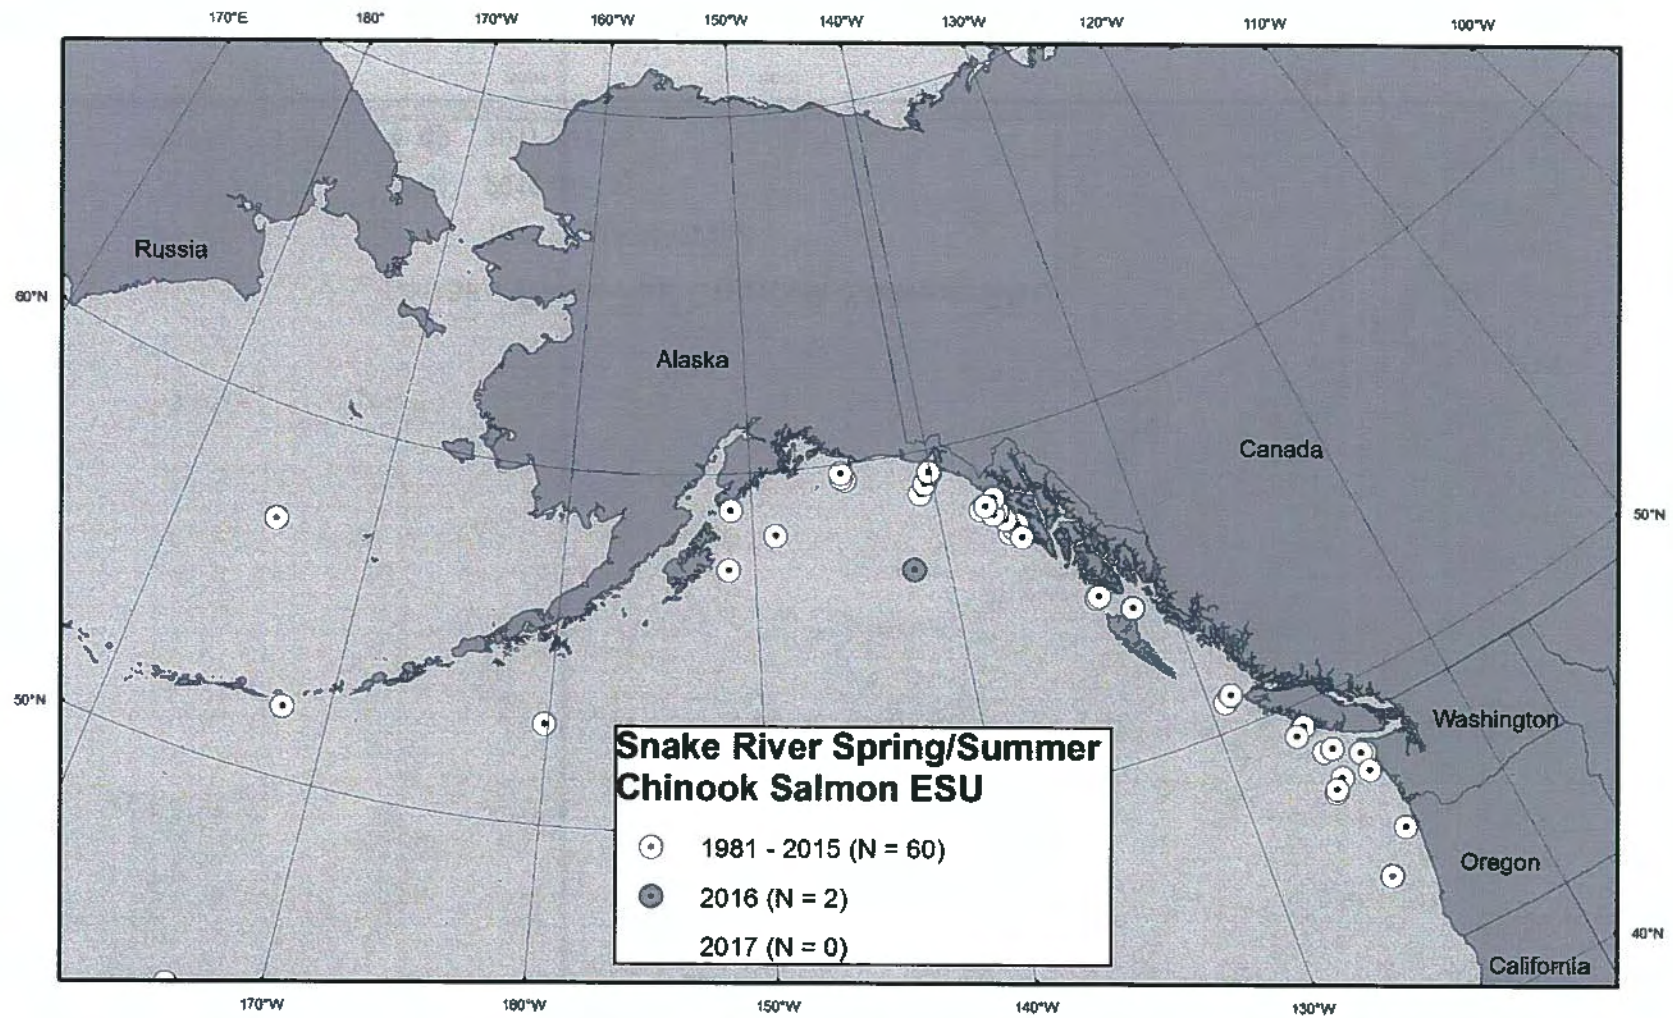 170°E 180° 170°W 160°W 150°W 140°W 130°W 120°W 110°W 100°W
Russia
60°N
Alaska
Canada
50°N
50°N
Washington
Snake River Spring/Summer
Chinook Salmon ESU
1981 - 2015 (N = 60)
2016 (N = 2)
2017 (N = 0)
Oregon
40°N
California
170°W 180°W 150°W 140°W 130°W